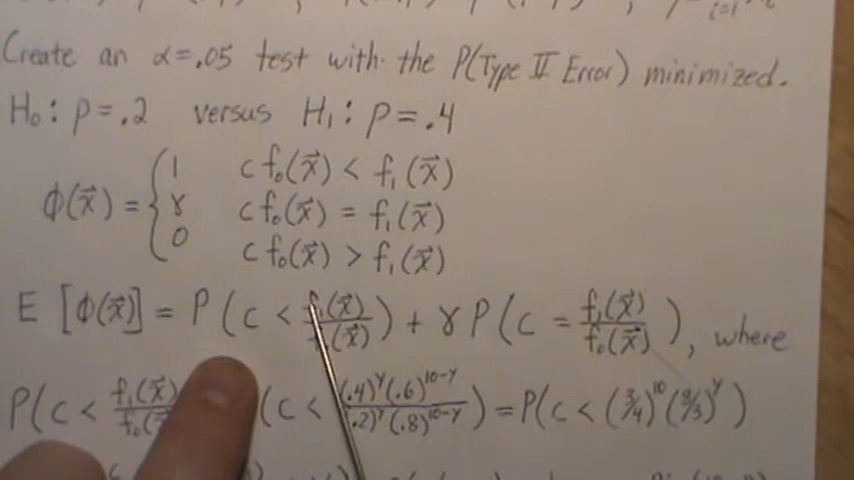 i=1
Create an α=.05 test with the P(Type II Error) minimized.
H₀: p=.2 versus H₁: p=.4
ϕ(x⃗) = { 1 c f₀(x⃗) < f₁(x⃗)
γ c f₀(x⃗) = f₁(x⃗)
0 c f₀(x⃗) > f₁(x⃗)
E [ϕ(x⃗)] = P(c < f₁(x⃗)/f₀(x⃗)) + γ P(c = f₁(x⃗)/f₀(x⃗)), where
P(c < f₁(x⃗)/f₀(x⃗) (c < (.4)^y(.6)^10-y/(.2)^y(.8)^10-y) = P(c < (3/4)^10 (8/3)^y)